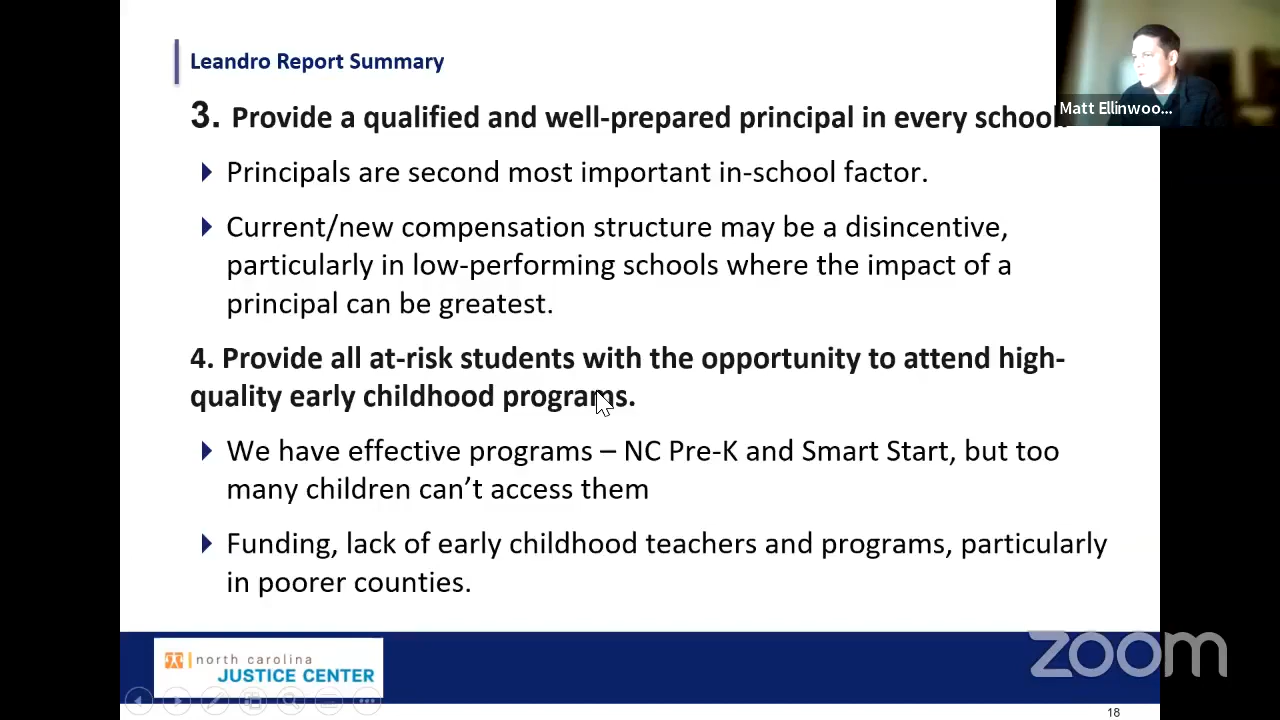 Leandro Report Summary
Matt Ellinwoo...
3. Provide a qualified and well-prepared principal in every school
Principals are second most important in-school factor.
Current/new compensation structure may be a disincentive,
particularly in low-performing schools where the impact of a
principal can be greatest.
4. Provide all at-risk students with the opportunity to attend high-
quality early childhood programs.
We have effective programs – NC Pre-K and Smart Start, but too
many children can’t access them
Funding, lack of early childhood teachers and programs, particularly
in poorer counties.
north carolina
JUSTICE CENTER
zoom
18